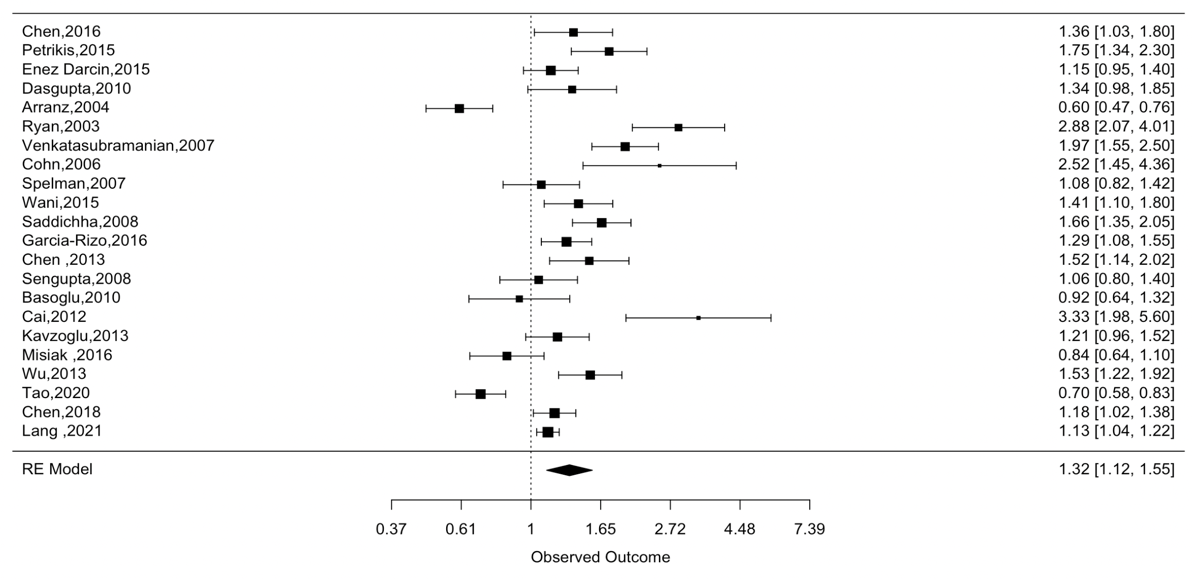 Chen,2016 1.36 [1.03, 1.80]
Petrikis,2015 1.75 [1.34, 2.30]
Enez Darcin,2015 1.15 [0.95, 1.40]
Dasgupta,2010 1.34 [0.98, 1.85]
Arranz,2004 0.60 [0.47, 0.76]
Ryan,2003 2.88 [2.07, 4.01]
Venkatasubramanian,2007 1.97 [1.55, 2.50]
Cohn,2006 2.52 [1.45, 4.36]
Spelman,2007 1.08 [0.82, 1.42]
Wani,2015 1.41 [1.10, 1.80]
Saddichha,2008 1.66 [1.35, 2.05]
Garcia-Rizo,2016 1.29 [1.08, 1.55]
Chen ,2013 1.52 [1.14, 2.02]
Sengupta,2008 1.06 [0.80, 1.40]
Basoglu,2010 0.92 [0.64, 1.32]
Cai,2012 3.33 [1.98, 5.60]
Kavzoglu,2013 1.21 [0.96, 1.52]
Misiak ,2016 0.84 [0.64, 1.10]
Wu,2013 1.53 [1.22, 1.92]
Tao,2020 0.70 [0.58, 0.83]
Chen,2018 1.18 [1.02, 1.38]
Lang ,2021 1.13 [1.04, 1.22]
RE Model 1.32 [1.12, 1.55]
0.37 0.61 1 1.65 2.72 4.48 7.39
Observed Outcome